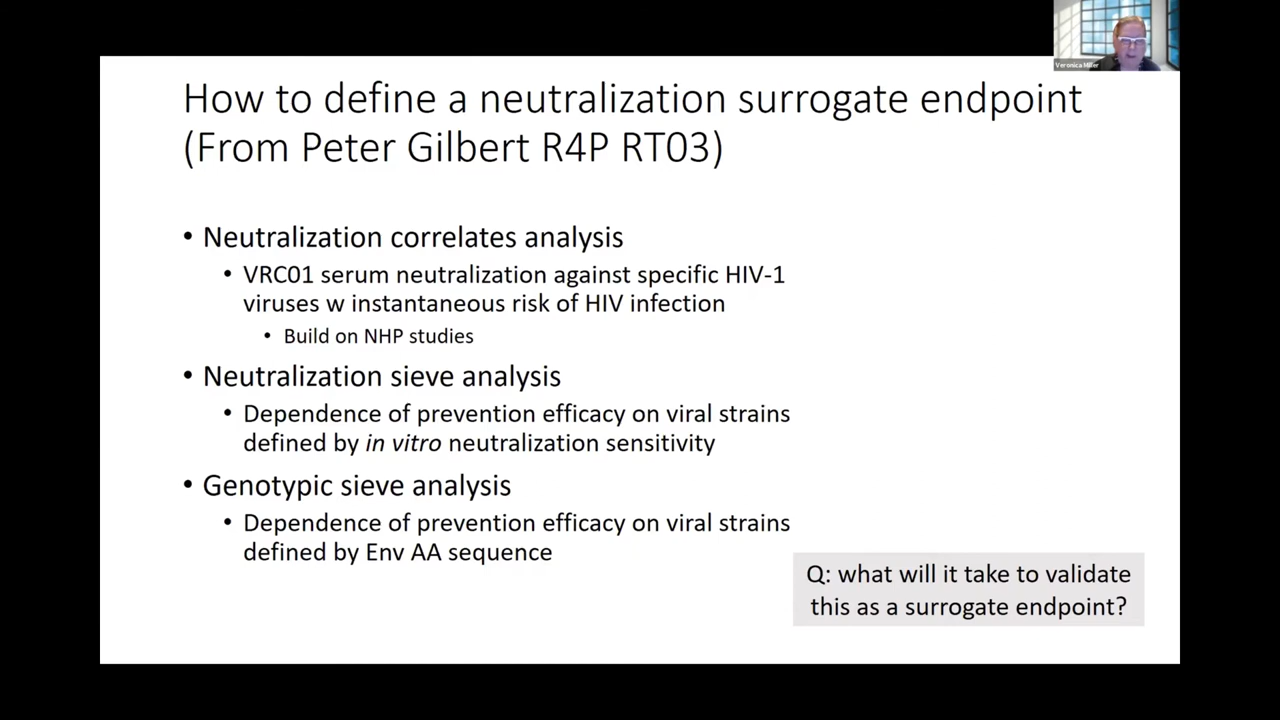 Veronica Miller
How to define a neutralization surrogate endpoint
(From Peter Gilbert R4P RT03)
• Neutralization correlates analysis
• VRC01 serum neutralization against specific HIV-1
viruses w instantaneous risk of HIV infection
• Build on NHP studies
• Neutralization sieve analysis
• Dependence of prevention efficacy on viral strains
defined by in vitro neutralization sensitivity
• Genotypic sieve analysis
• Dependence of prevention efficacy on viral strains
defined by Env AA sequence
Q: what will it take to validate
this as a surrogate endpoint?